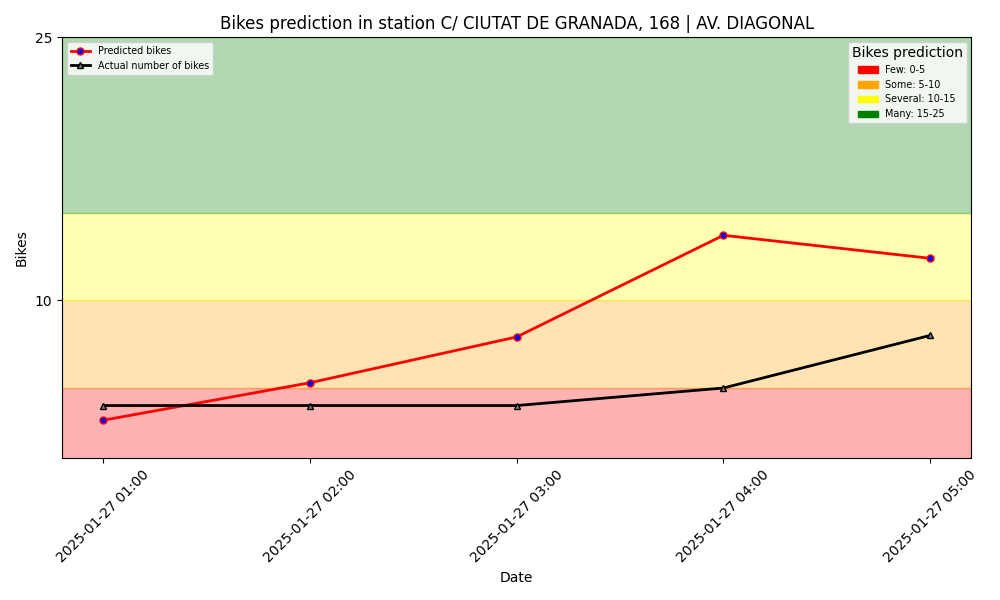 Bikes prediction in station C/ CIUTAT DE GRANADA, 168 | AV. DIAGONAL
Predicted bikes
Actual number of bikes
Bikes prediction
Few: 0-5
Some: 5-10
Several: 10-15
Many: 15-25
25
10
Bikes
2025-01-27 01:00
2025-01-27 02:00
2025-01-27 03:00
2025-01-27 04:00
2025-01-27 05:00
Date